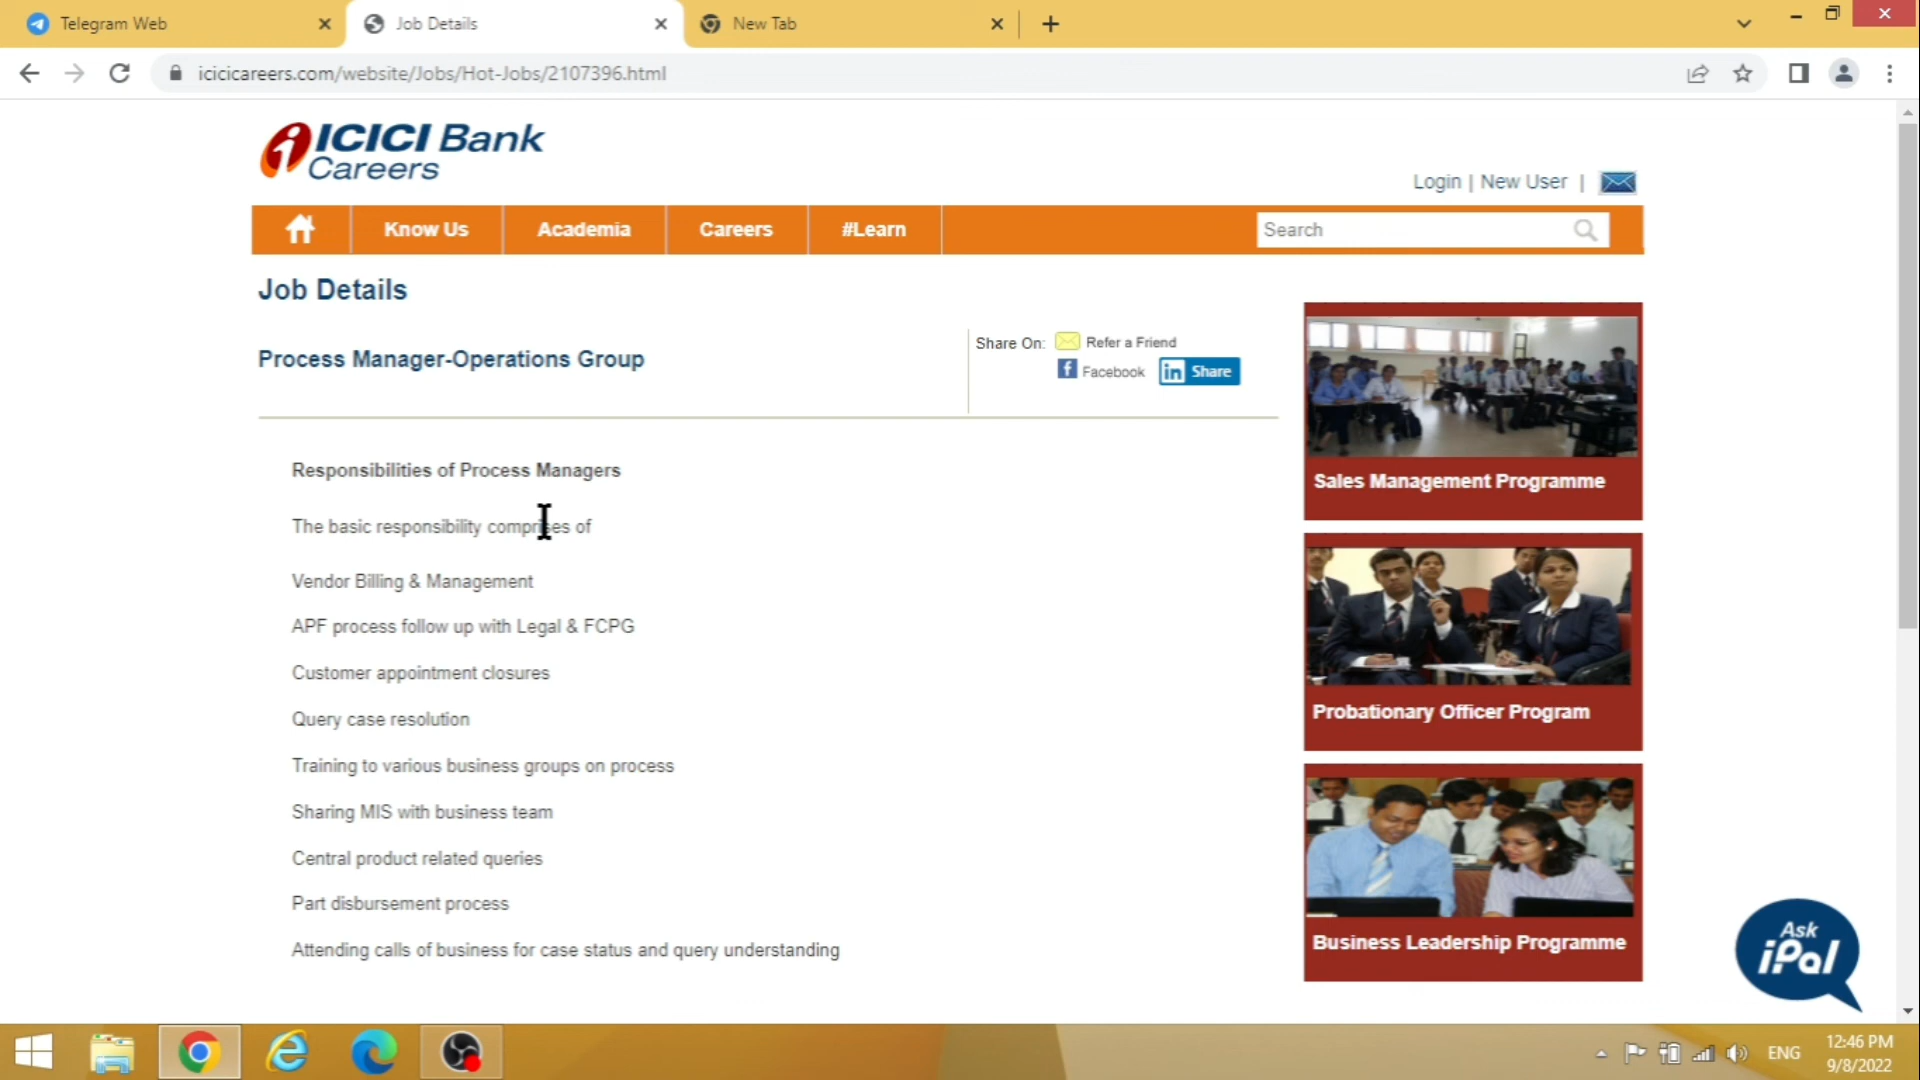 Telegram Web
Job Details
New Tab
icicicareers.com/website/Jobs/Hot-Jobs/2107396.html
i ICICI Bank
Careers
Login | New User |
Know Us
Academia
Careers
#Learn
Search
Job Details
Process Manager-Operations Group
Share On:
Refer a Friend
f Facebook
in Share
Responsibilities of Process Managers
The basic responsibility comprises of
Vendor Billing & Management
APF process follow up with Legal & FCPG
Customer appointment closures
Query case resolution
Training to various business groups on process
Sharing MIS with business team
Central product related queries
Part disbursement process
Attending calls of business for case status and query understanding
Sales Management Programme
Probationary Officer Program
Business Leadership Programme
Ask
iPal
ENG
12:46 PM
9/8/2022